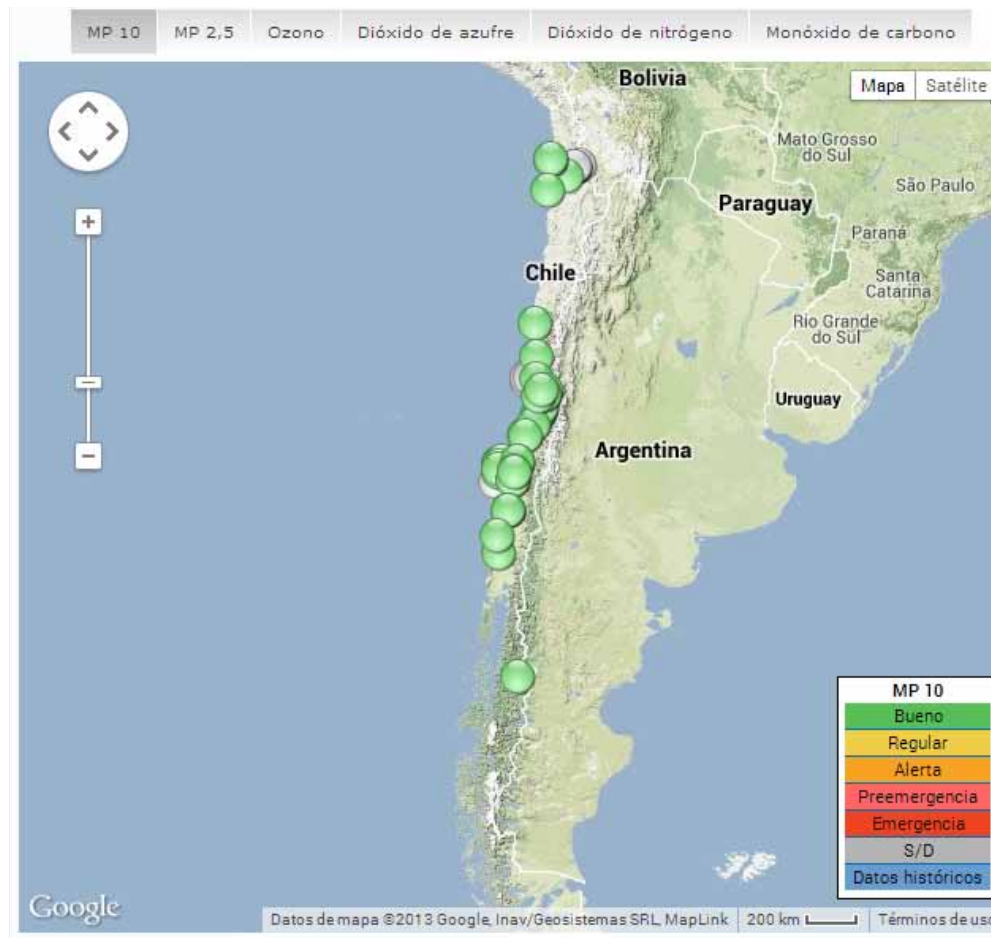 MP 10 MP 2,5 Ozono Dióxido de azufre Dióxido de nitrógeno Monóxido de carbono
Mapa Satélite
Bolivia
Mato Grosso
do Sul
São Paulo
Paraguay
Paraná
Chile
Santa
Catarina
Rio Grande
do Sul
Uruguay
Argentina
MP 10
Bueno
Regular
Alerta
Preemergencia
Emergencia
S/D
Datos históricos
Google
Datos de mapa ©2013 Google, Inav/Geosistemas SRL, MapLink 200 km Términos de uso